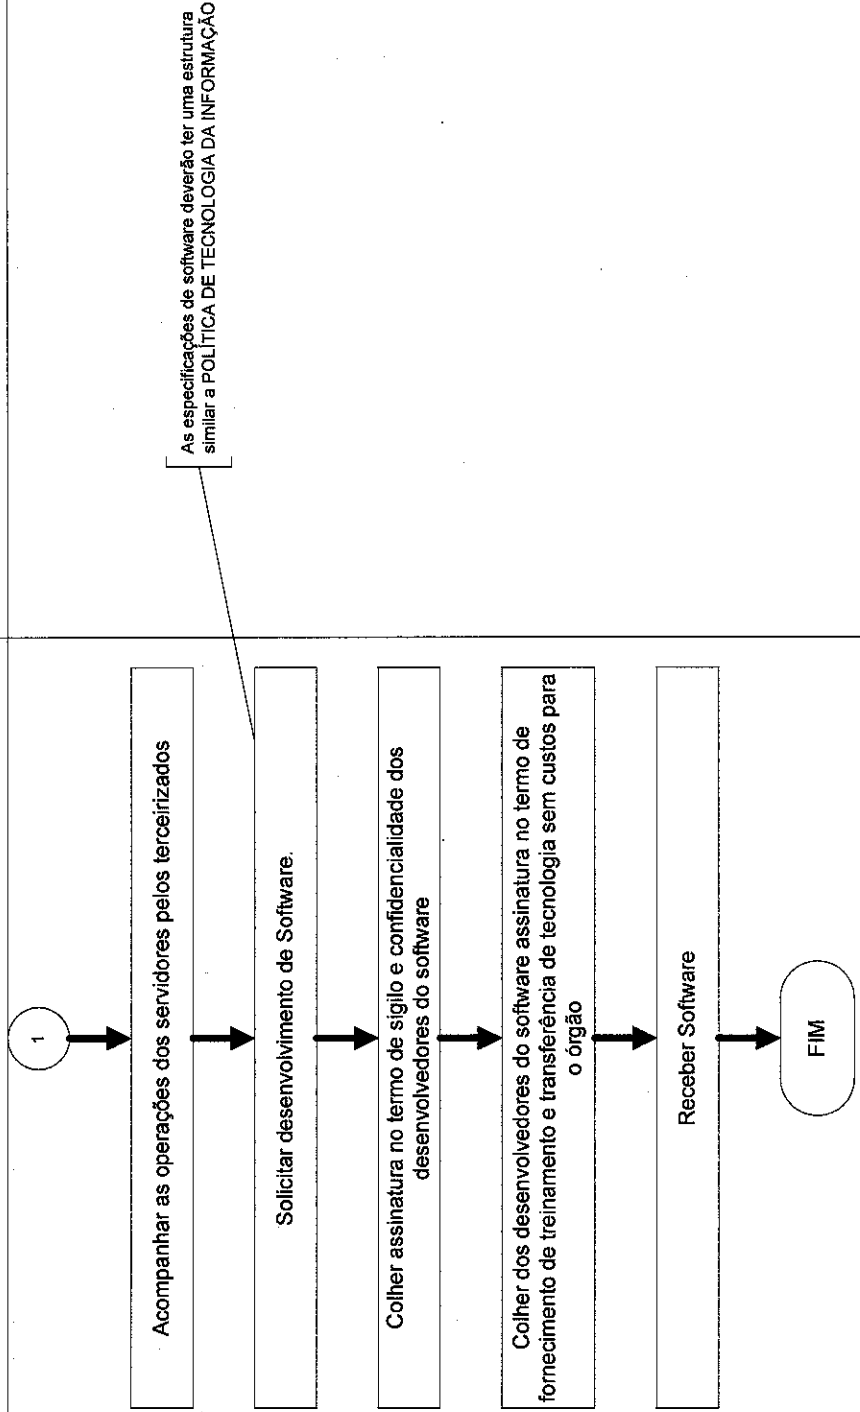 1
Acompanhar as operações dos servidores pelos terceirizados
Solicitar desenvolvimento de Software.
As especificações de software deverão ter uma estrutura
similar a POLÍTICA DE TECNOLOGIA DA INFORMAÇÃO
Colher assinatura no termo de sigilo e confidencialidade dos
desenvolvedores do software
Colher dos desenvolvedores do software assinatura no termo de
fornecimento de treinamento e transferência de tecnologia sem custos para
o órgão
Receber Software
FIM